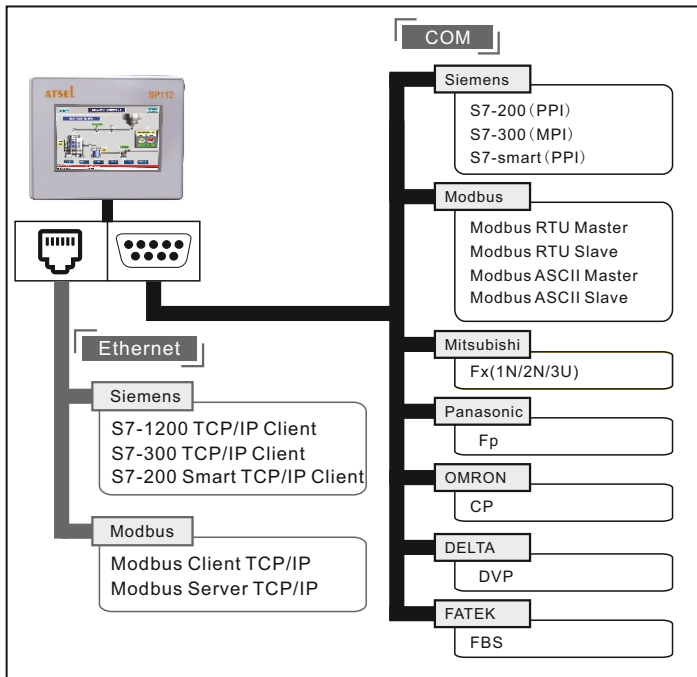 COM
ATSEL
SP112
Siemens
S7-200(PPI)
S7-300(MPI)
S7-smart(PPI)
Modbus
Modbus RTU Master
Modbus RTU Slave
Modbus ASCII Master
Modbus ASCII Slave
Mitsubishi
Fx(1N/2N/3U)
Panasonic
Fp
OMRON
CP
DELTA
DVP
FATEK
FBS
Ethernet
Siemens
S7-1200 TCP/IP Client
S7-300 TCP/IP Client
S7-200 Smart TCP/IP Client
Modbus
Modbus Client TCP/IP
Modbus Server TCP/IP